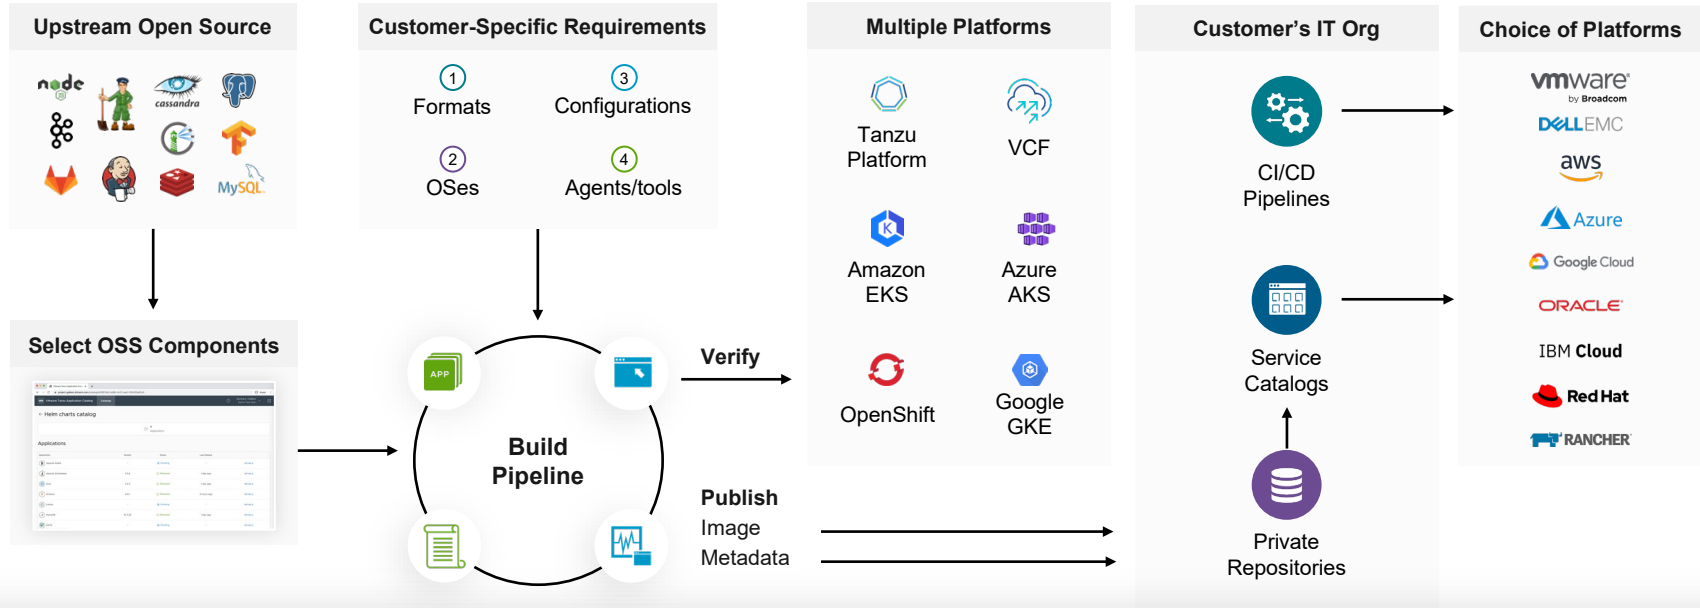 Upstream Open Source
node
JS
cassandra
MySQL
Select OSS Components
Helm charts catalog
Applications
Customer-Specific Requirements
1
Formats
3
Configurations
2
OSes
4
Agents/tools
APP
Build
Pipeline
Verify
Publish
Image
Metadata
Multiple Platforms
Tanzu
Platform
VCF
K
Amazon
EKS
Azure
AKS
OpenShift
Google
GKE
Customer’s IT Org
CI/CD
Pipelines
Service
Catalogs
Private
Repositories
Choice of Platforms
vmware®
by Broadcom
DELLEMC
aws
Azure
Google Cloud
ORACLE®
IBM Cloud
Red Hat
RANCHER®